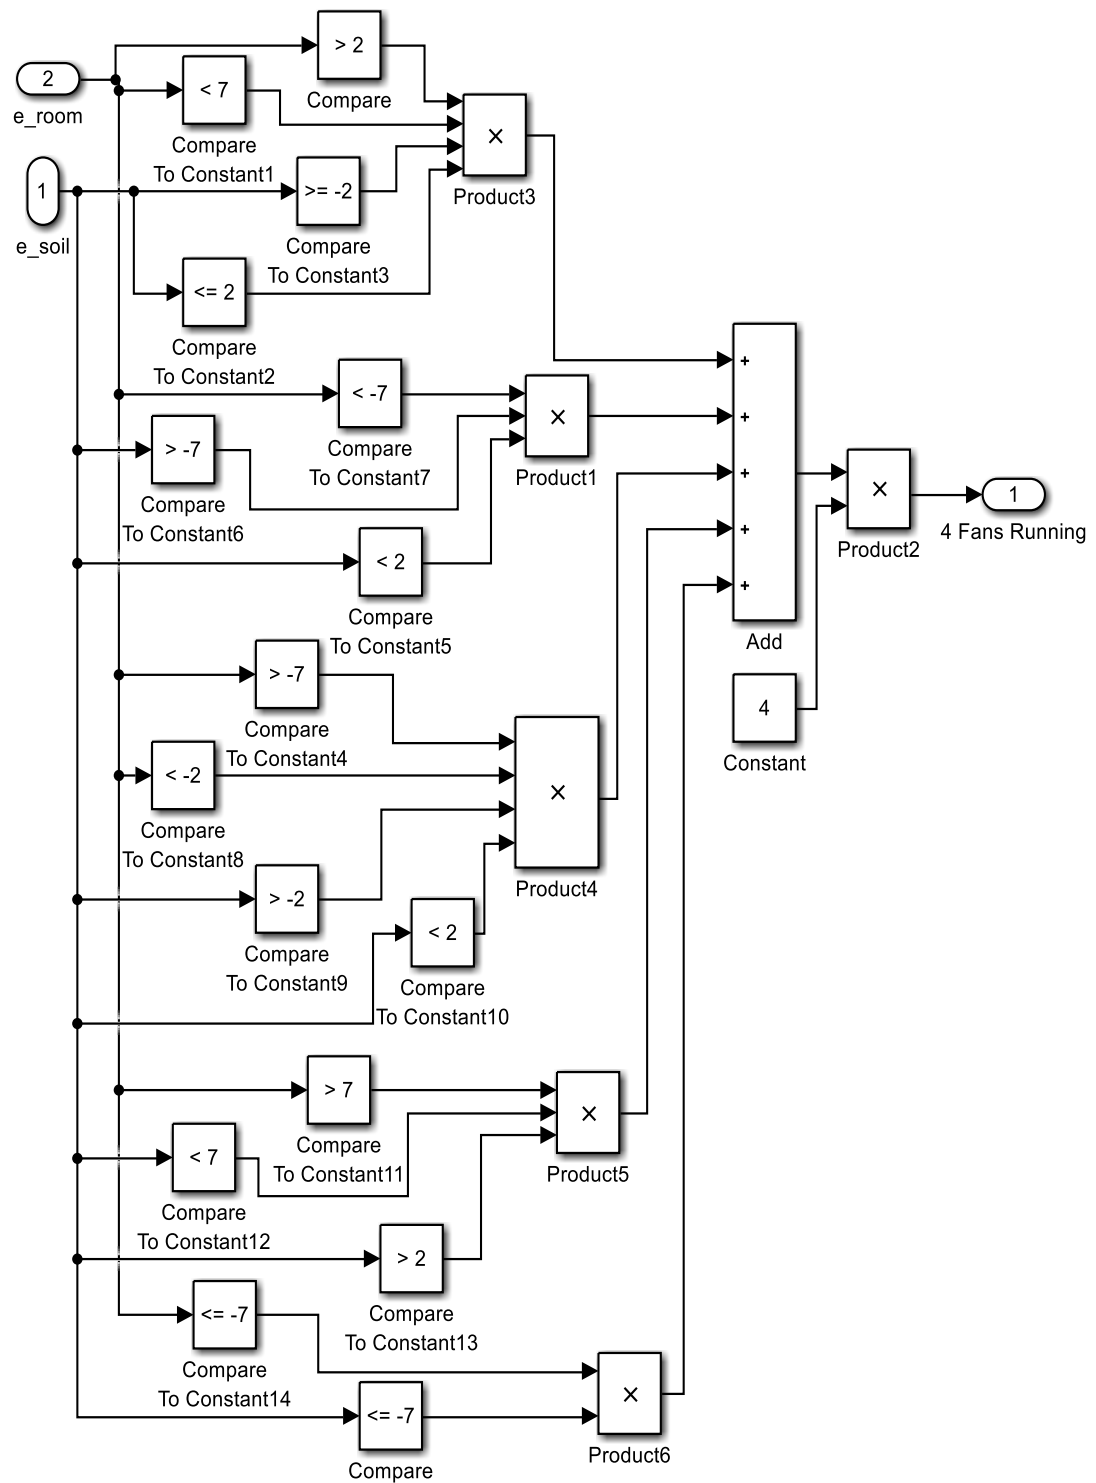 > 2
Compare
2
e_room
< 7
Compare
To Constant1
×
Product3
1
e_soil
>= -2
Compare
To Constant3
<= 2
Compare
To Constant2
< -7
Compare
To Constant7
×
Product1
> -7
Compare
To Constant6
< 2
Compare
To Constant5
+
+
+
+
+
Add
×
Product2
1
4 Fans Running
4
Constant
> -7
Compare
To Constant4
< -2
Compare
To Constant8
×
Product4
> -2
Compare
To Constant9
< 2
Compare
To Constant10
> 7
Compare
To Constant11
×
Product5
< 7
Compare
To Constant12
> 2
Compare
To Constant13
<= -7
Compare
To Constant14
×
Product6
<= -7
Compare